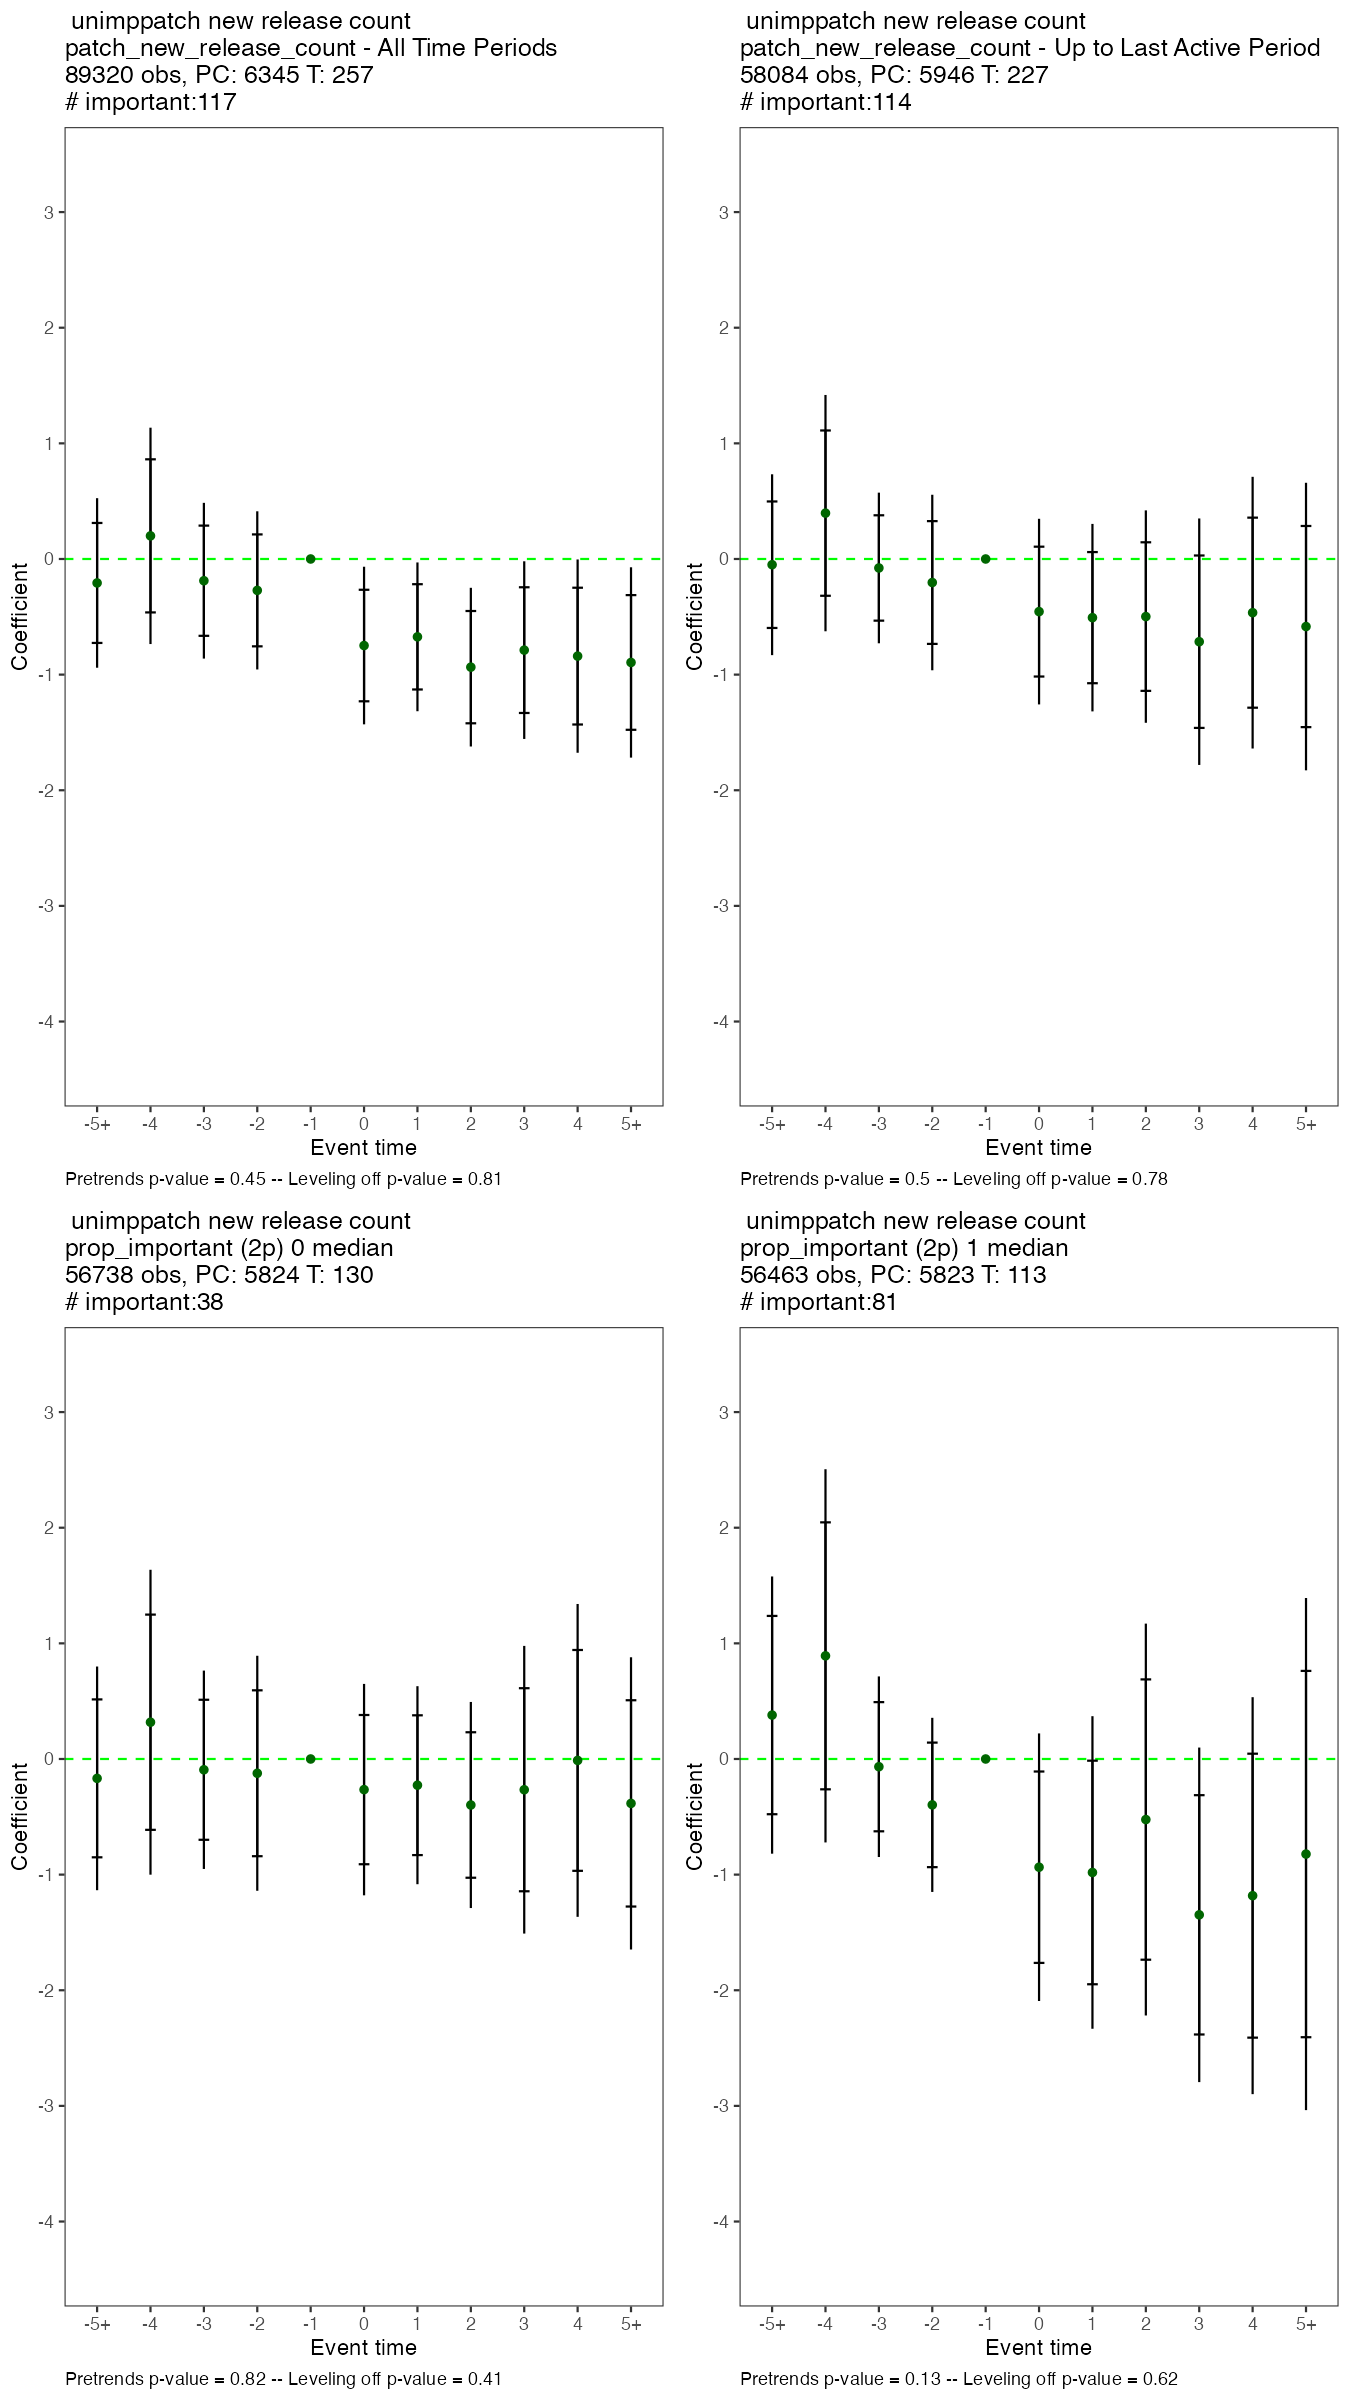 unimppatch new release count
patch_new_release_count - All Time Periods
89320 obs, PC: 6345 T: 257
# important:117
3
2
1
0
-1
-2
-3
-4
Coefficient
-5+ -4 -3 -2 -1 0 1 2 3 4 5+
Event time
Pretrends p-value = 0.45 -- Leveling off p-value = 0.81
unimppatch new release count
patch_new_release_count - Up to Last Active Period
58084 obs, PC: 5946 T: 227
# important:114
3
2
1
0
-1
-2
-3
-4
Coefficient
-5+ -4 -3 -2 -1 0 1 2 3 4 5+
Event time
Pretrends p-value = 0.5 -- Leveling off p-value = 0.78
unimppatch new release count
prop_important (2p) 0 median
56738 obs, PC: 5824 T: 130
# important:38
3
2
1
0
-1
-2
-3
-4
Coefficient
-5+ -4 -3 -2 -1 0 1 2 3 4 5+
Event time
Pretrends p-value = 0.82 -- Leveling off p-value = 0.41
unimppatch new release count
prop_important (2p) 1 median
56463 obs, PC: 5823 T: 113
# important:81
3
2
1
0
-1
-2
-3
-4
Coefficient
-5+ -4 -3 -2 -1 0 1 2 3 4 5+
Event time
Pretrends p-value = 0.13 -- Leveling off p-value = 0.62